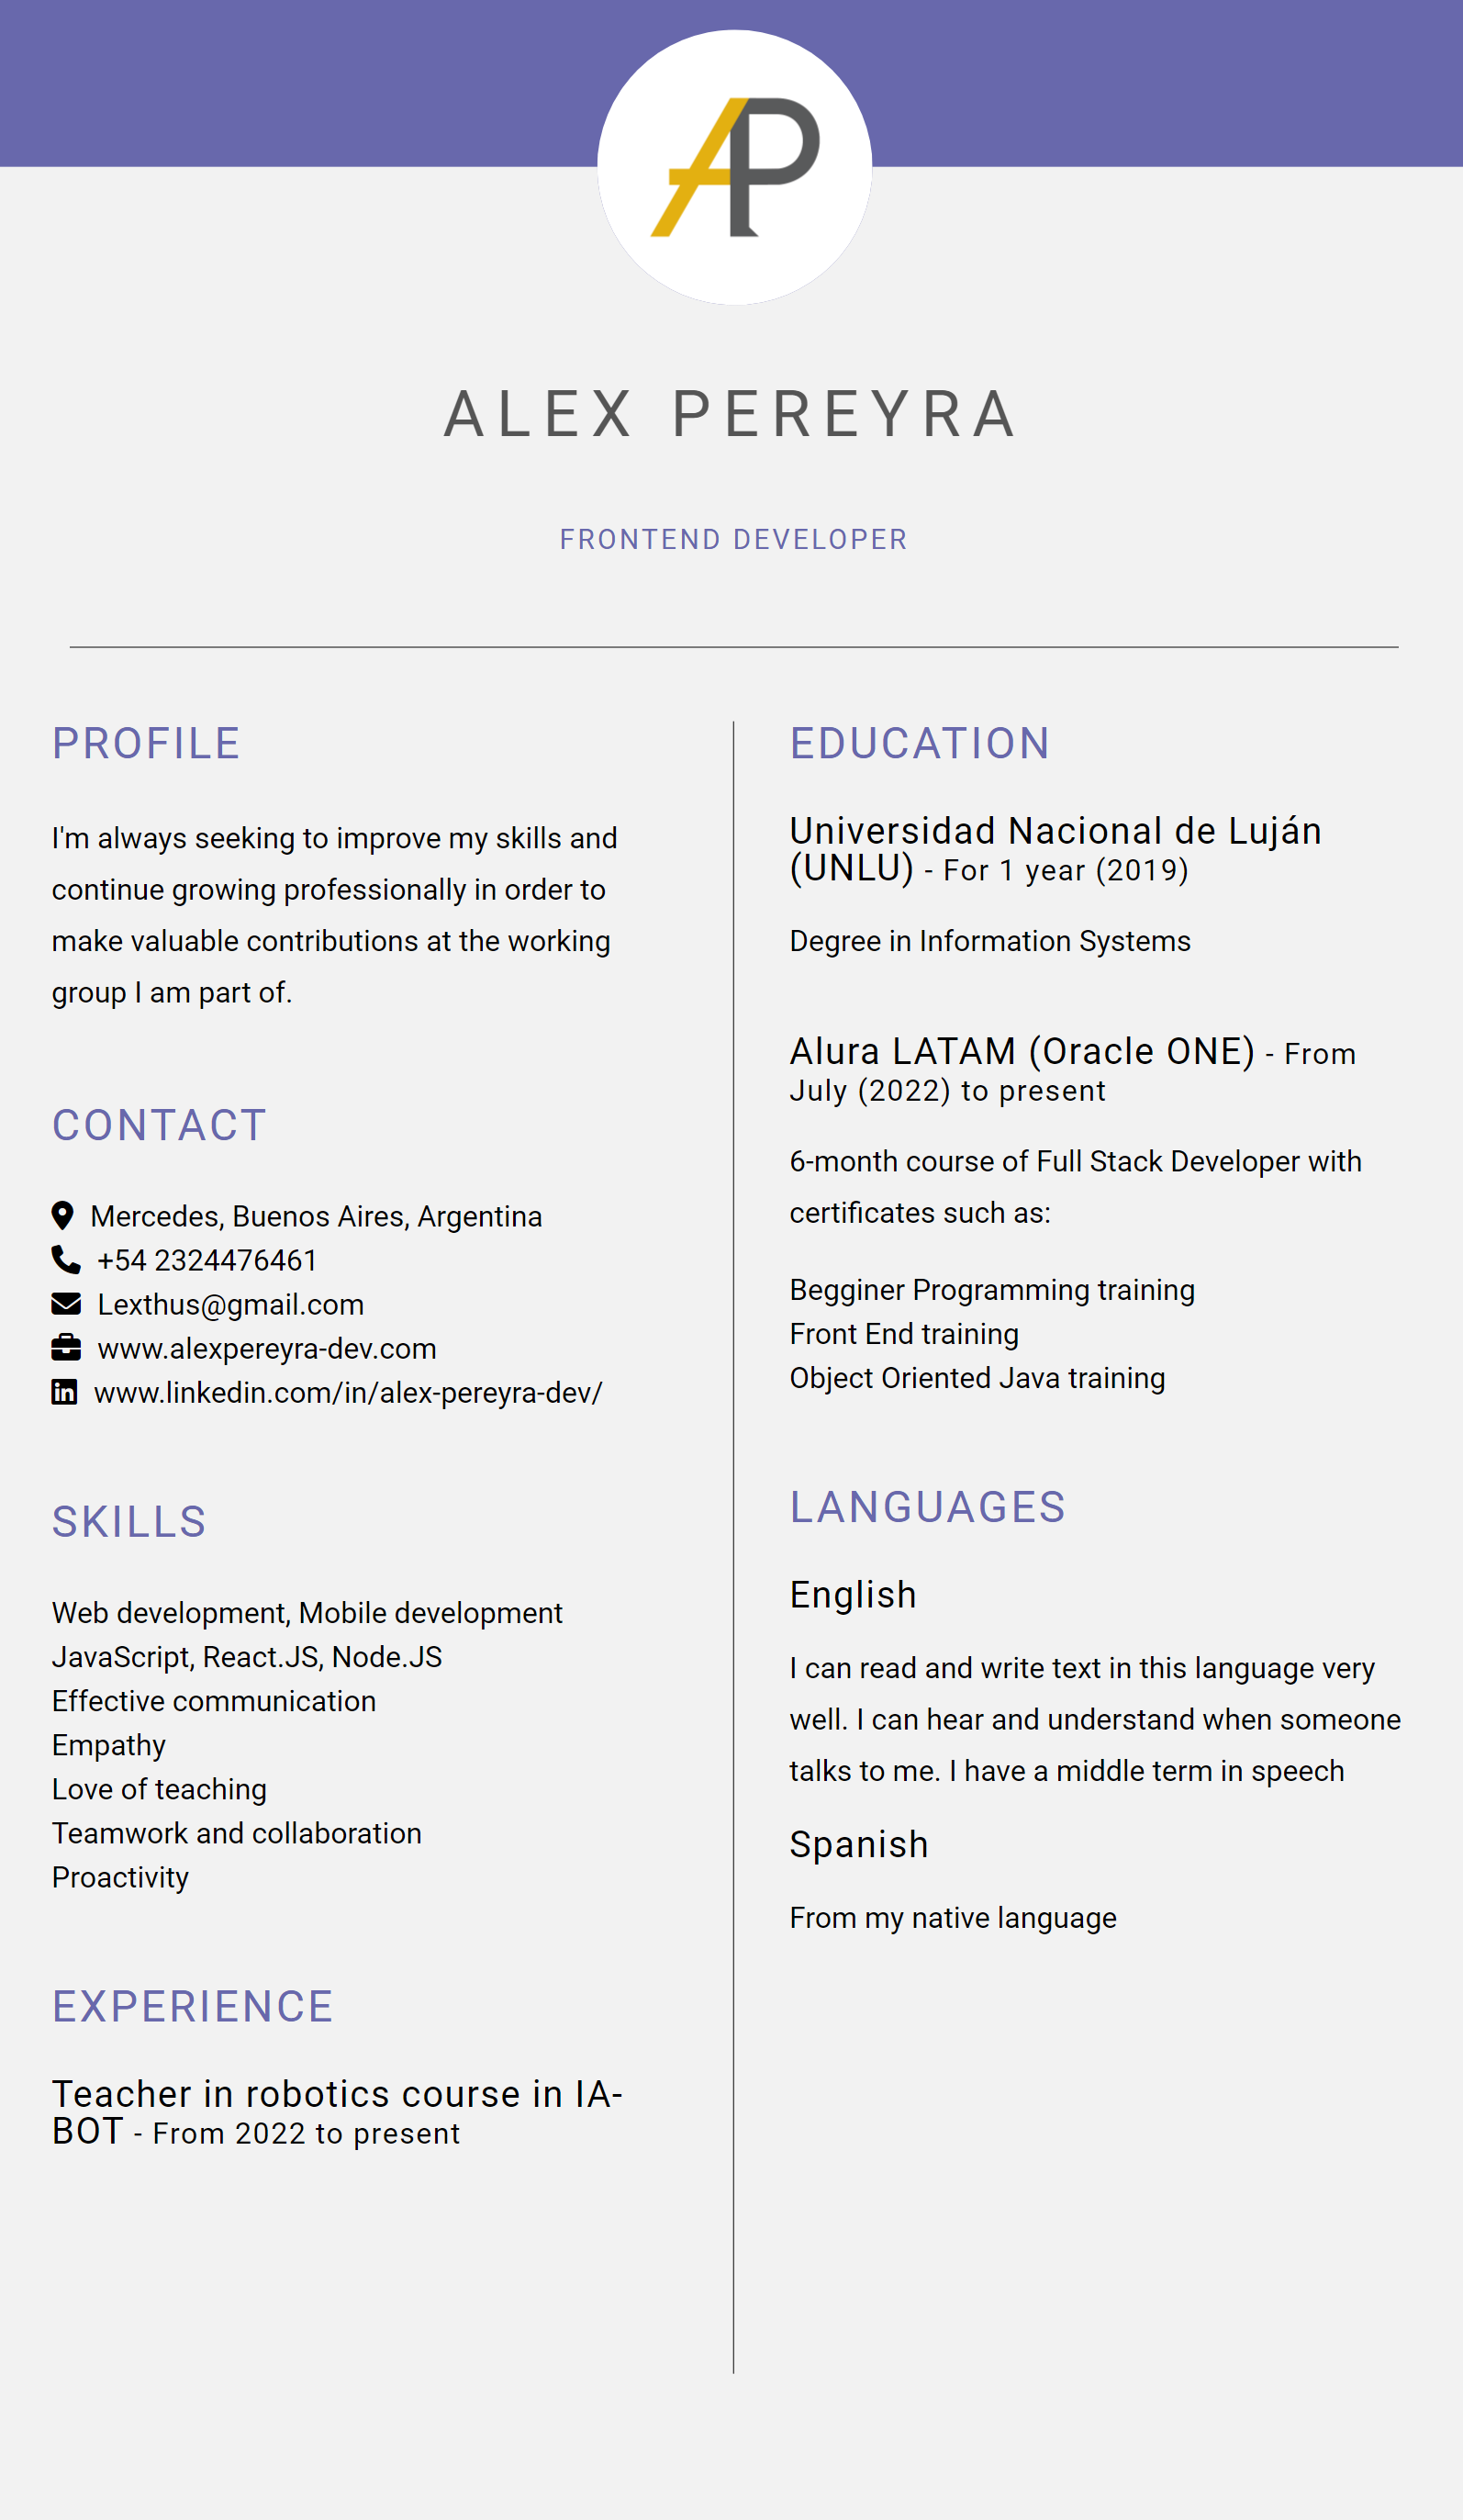 AP
ALEX PEREYRA
FRONTEND DEVELOPER
PROFILE
I'm always seeking to improve my skills and
continue growing professionally in order to
make valuable contributions at the working
group I am part of.
CONTACT
Mercedes, Buenos Aires, Argentina
+54 2324476461
Lexthus@gmail.com
www.alexpereyra-dev.com
www.linkedin.com/in/alex-pereyra-dev/
SKILLS
Web development, Mobile development
JavaScript, React.JS, Node.JS
Effective communication
Empathy
Love of teaching
Teamwork and collaboration
Proactivity
EXPERIENCE
Teacher in robotics course in IA-
BOT - From 2022 to present
EDUCATION
Universidad Nacional de Luján
(UNLU) - For 1 year (2019)
Degree in Information Systems
Alura LATAM (Oracle ONE) - From
July (2022) to present
6-month course of Full Stack Developer with
certificates such as:
Begginer Programming training
Front End training
Object Oriented Java training
LANGUAGES
English
I can read and write text in this language very
well. I can hear and understand when someone
talks to me. I have a middle term in speech
Spanish
From my native language